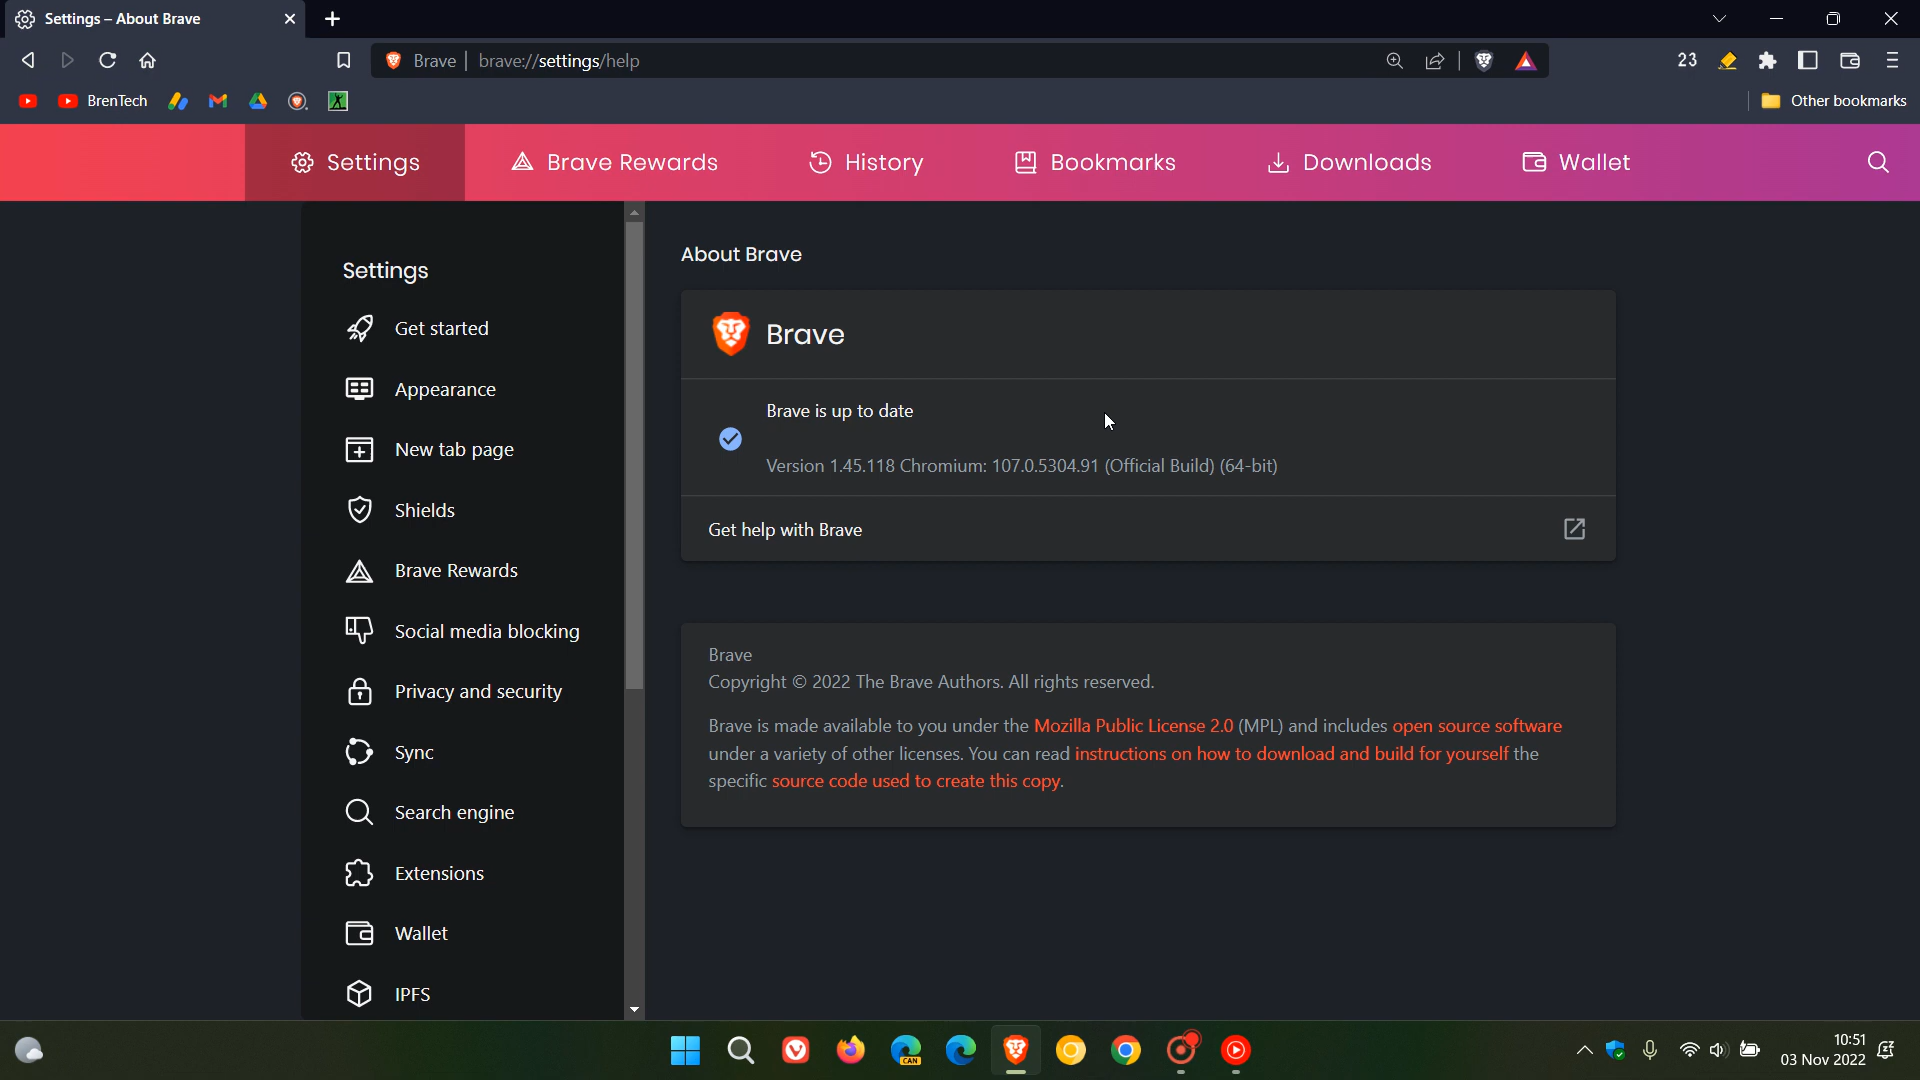 Settings – About Brave
Brave | brave://settings/help
23
BrenTech
Other bookmarks
Settings
Brave Rewards
History
Bookmarks
Downloads
Wallet
Settings
Get started
Appearance
New tab page
Shields
Brave Rewards
Social media blocking
Privacy and security
Sync
Search engine
Extensions
Wallet
IPFS
About Brave
Brave
Brave is up to date
Version 1.45.118 Chromium: 107.0.5304.91 (Official Build) (64-bit)
Get help with Brave
Brave
Copyright © 2022 The Brave Authors. All rights reserved.
Brave is made available to you under the Mozilla Public License 2.0 (MPL) and includes open source software
under a variety of other licenses. You can read instructions on how to download and build for yourself the
specific source code used to create this copy.
CAN
10:51
03 Nov 2022